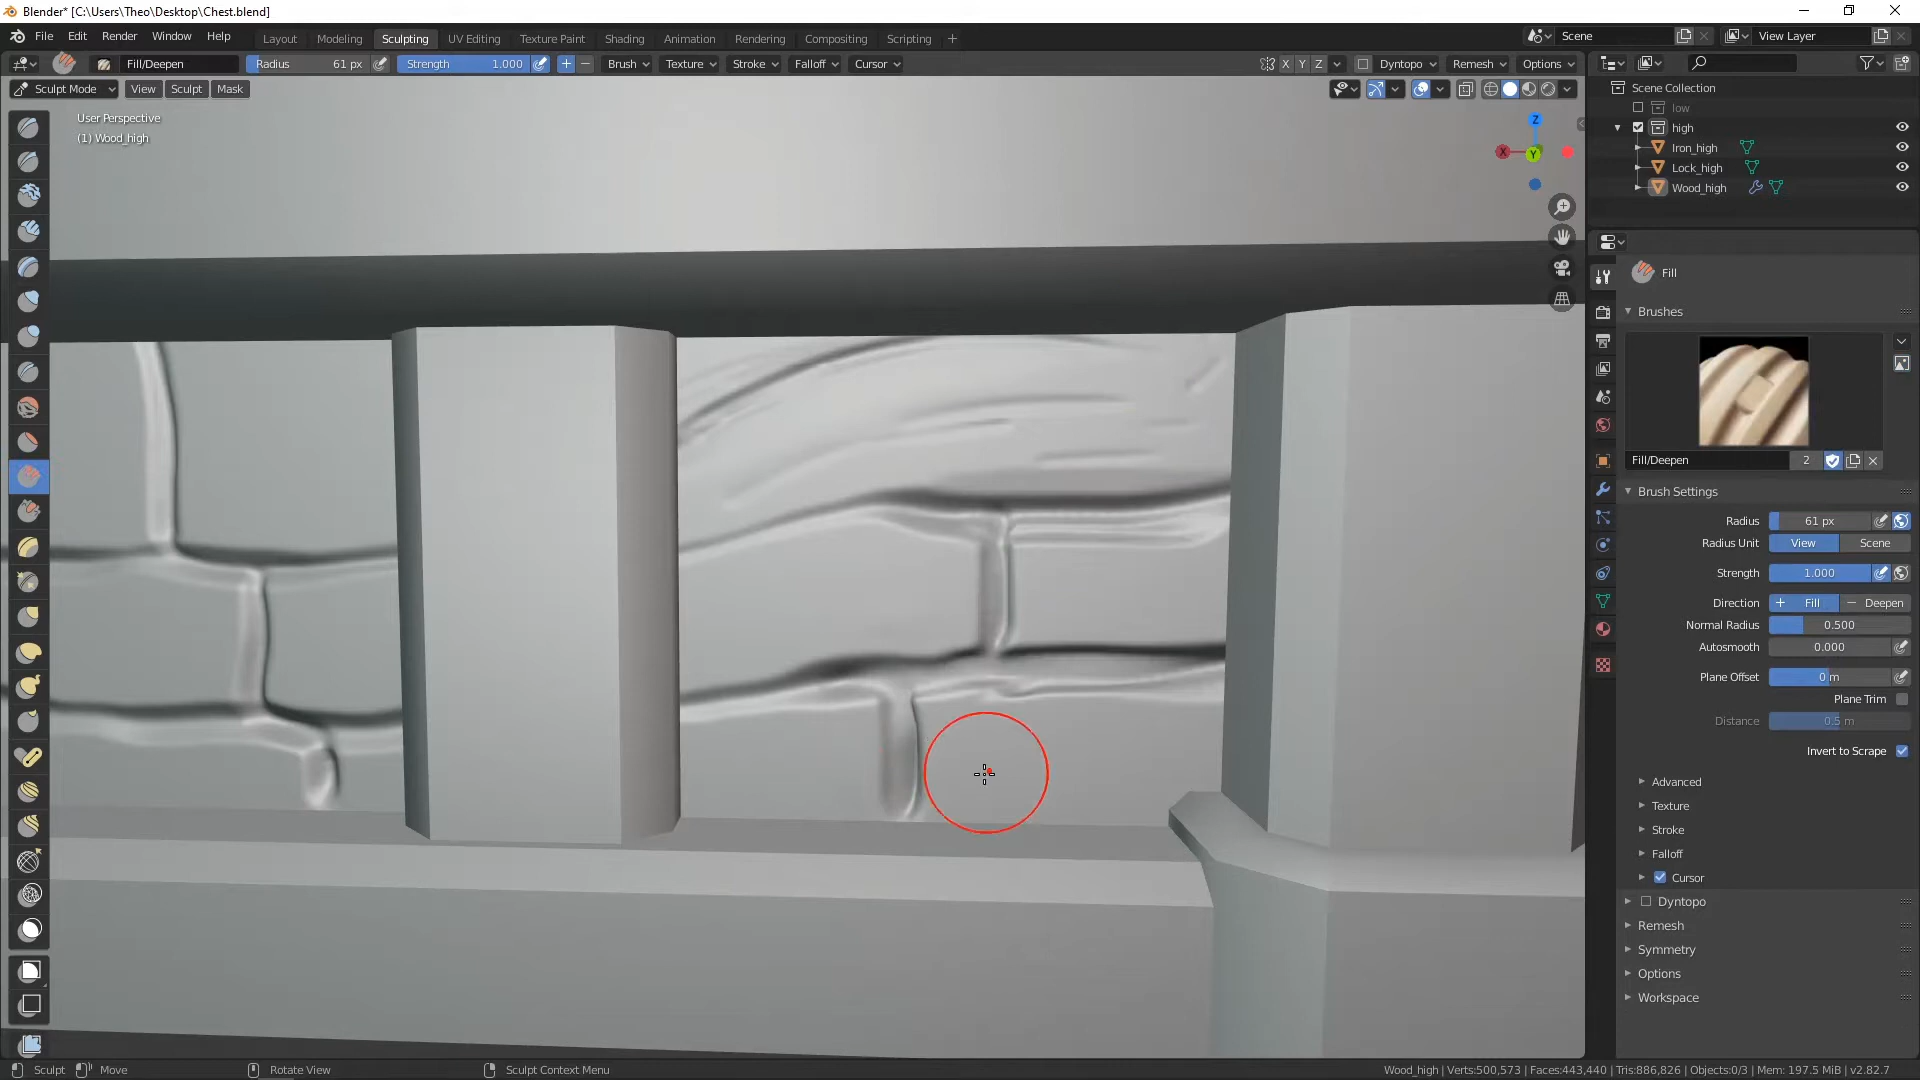 Blender* [C:\Users\Theo\Desktop\Chest.blend]
File Edit Render Window Help Layout Modeling Sculpting UV Editing Texture Paint Shading Animation Rendering Compositing Scripting + Scene View Layer
Fill/Deepen Radius 61 px Strength 1.000 + − Brush Texture Stroke Falloff Cursor X Y Z Dyntopo Remesh Options
Sculpt Mode View Sculpt Mask
User Perspective
(1) Wood_high
Z
X
Y
Scene Collection
low
high
Iron_high
Lock_high
Wood_high
Fill
Brushes
Fill/Deepen 2
Brush Settings
Radius 61 px
Radius Unit View Scene
Strength 1.000
Direction + Fill − Deepen
Normal Radius 0.500
Autosmooth 0.000
Plane Offset 0 m
Plane Trim
Distance 0.5 m
Invert to Scrape
Advanced
Texture
Stroke
Falloff
Cursor
Dyntopo
Remesh
Symmetry
Options
Workspace
Sculpt Move Rotate View Sculpt Context Menu Wood_high | Verts:500,573 | Faces:443,440 | Tris:886,826 | Objects:0/3 | Mem: 197.5 MiB | v2.82.7